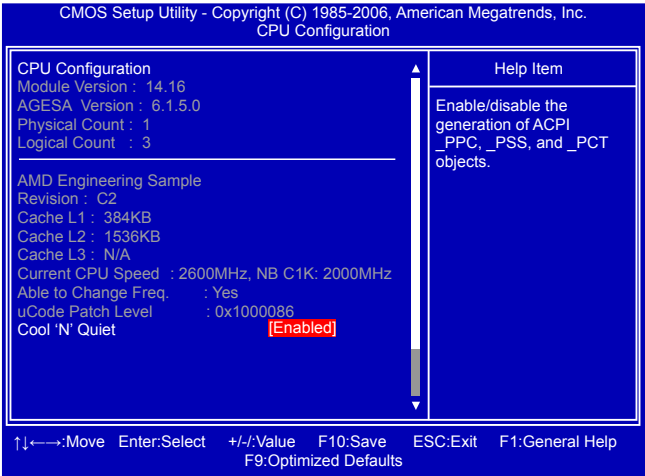 CMOS Setup Utility - Copyright (C) 1985-2006, American Megatrends, Inc.
CPU Configuration
CPU Configuration
Module Version : 14.16
AGESA Version : 6.1.5.0
Physical Count : 1
Logical Count : 3
AMD Engineering Sample
Revision : C2
Cache L1 : 384KB
Cache L2 : 1536KB
Cache L3 : N/A
Current CPU Speed : 2600MHz, NB C1K: 2000MHz
Able to Change Freq. : Yes
uCode Patch Level : 0x1000086
Cool ‘N’ Quiet [Enabled]
Help Item
Enable/disable the
generation of ACPI
_PPC, _PSS, and _PCT
objects.
↑↓←→:Move Enter:Select +/-/:Value F10:Save ESC:Exit F1:General Help
F9:Optimized Defaults